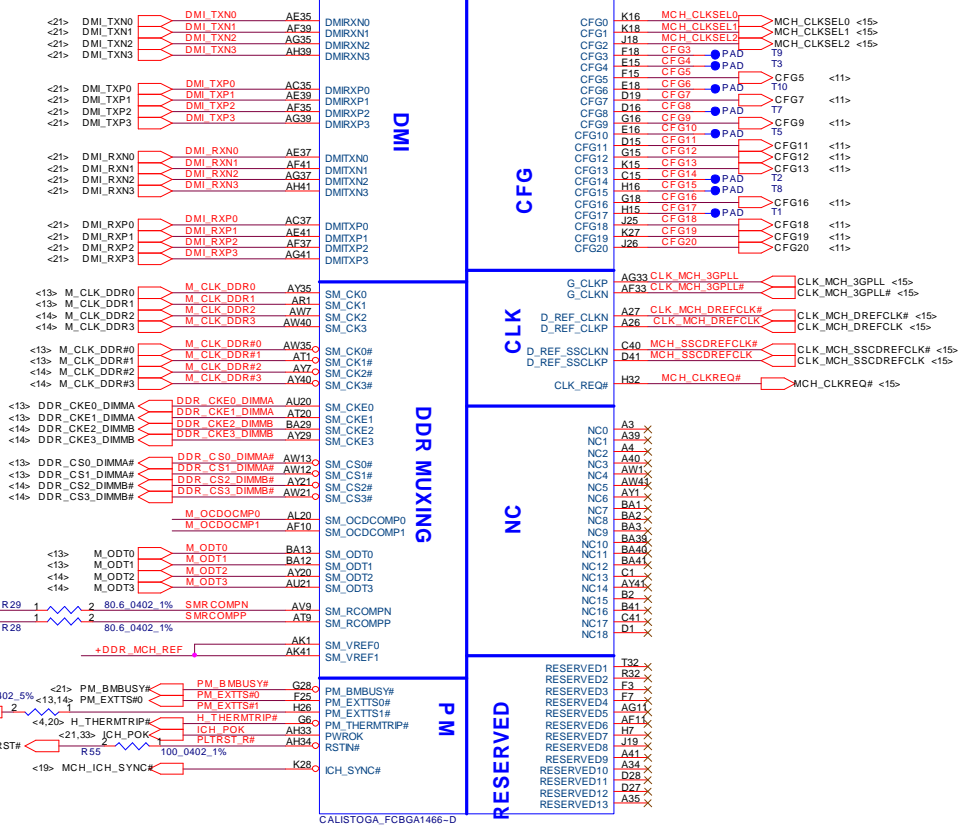 <21> DMI_TXN0 DMI_TXN0 AE35 DMIRXN0
<21> DMI_TXN1 DMI_TXN1 AF39 DMIRXN1
<21> DMI_TXN2 DMI_TXN2 AG35 DMIRXN2
<21> DMI_TXN3 DMI_TXN3 AH39 DMIRXN3
<21> DMI_TXP0 DMI_TXP0 AC35 DMIRXP0
<21> DMI_TXP1 DMI_TXP1 AE39 DMIRXP1
<21> DMI_TXP2 DMI_TXP2 AF35 DMIRXP2
<21> DMI_TXP3 DMI_TXP3 AG39 DMIRXP3
<21> DMI_RXN0 DMI_RXN0 AE37 DMITXN0
<21> DMI_RXN1 DMI_RXN1 AF41 DMITXN1
<21> DMI_RXN2 DMI_RXN2 AG37 DMITXN2
<21> DMI_RXN3 DMI_RXN3 AH41 DMITXN3
<21> DMI_RXP0 DMI_RXP0 AC37 DMITXP0
<21> DMI_RXP1 DMI_RXP1 AE41 DMITXP1
<21> DMI_RXP2 DMI_RXP2 AF37 DMITXP2
<21> DMI_RXP3 DMI_RXP3 AG41 DMITXP3
DMI
<13> M_CLK_DDR0 M_CLK_DDR0 AY35 SM_CK0
<13> M_CLK_DDR1 M_CLK_DDR1 AR1 SM_CK1
<14> M_CLK_DDR2 M_CLK_DDR2 AW7 SM_CK2
<14> M_CLK_DDR3 M_CLK_DDR3 AW40 SM_CK3
<13> M_CLK_DDR#0 M_CLK_DDR#0 AW35 SM_CK0#
<13> M_CLK_DDR#1 M_CLK_DDR#1 AT1 SM_CK1#
<14> M_CLK_DDR#2 M_CLK_DDR#2 AY7 SM_CK2#
<14> M_CLK_DDR#3 M_CLK_DDR#3 AY40 SM_CK3#
<13> DDR_CKE0_DIMMA DDR_CKE0_DIMMA AU20 SM_CKE0
<13> DDR_CKE1_DIMMA DDR_CKE1_DIMMA AT20 SM_CKE1
<14> DDR_CKE2_DIMMB DDR_CKE2_DIMMB BA29 SM_CKE2
<14> DDR_CKE3_DIMMB DDR_CKE3_DIMMB AY29 SM_CKE3
<13> DDR_CS0_DIMMA# DDR_CS0_DIMMA# AW13 SM_CS0#
<13> DDR_CS1_DIMMA# DDR_CS1_DIMMA# AW12 SM_CS1#
<14> DDR_CS2_DIMMB# DDR_CS2_DIMMB# AY21 SM_CS2#
<14> DDR_CS3_DIMMB# DDR_CS3_DIMMB# AW21 SM_CS3#
M_OCDOCMP0 AL20 SM_OCDCOMP0
M_OCDOCMP1 AF10 SM_OCDCOMP1
<13> M_ODT0 M_ODT0 BA13 SM_ODT0
<13> M_ODT1 M_ODT1 BA12 SM_ODT1
<14> M_ODT2 M_ODT2 AY20 SM_ODT2
<14> M_ODT3 M_ODT3 AU21 SM_ODT3
R29 1 2 80.6_0402_1% SMRCOMPN AV9 SM_RCOMPN
R28 1 2 80.6_0402_1% SMRCOMPP AT9 SM_RCOMPP
+DDR_MCH_REF AK1 SM_VREF0
AK41 SM_VREF1
DDR MUXING
<21> PM_BMBUSY# PM_BMBUSY# G28 PM_BMBUSY#
<13,14> PM_EXTTS#0 PM_EXTTS#0 F25 PM_EXTTS#0
02_5% 2 1 PM_EXTTS#1 H26 PM_EXTTS1#
<4,20> H_THERMTRIP# H_THERMTRIP# G6 PM_THERMTRIP#
<21,33> ICH_POK ICH_POK AH33 PWROK
RST# R55 2 1 100_0402_1% PLTRST_R# AH34 RSTIN#
<19> MCH_ICH_SYNC# K28 ICH_SYNC#
PM
CFG0 K16 MCH_CLKSEL0 MCH_CLKSEL0 <15>
CFG1 K18 MCH_CLKSEL1 MCH_CLKSEL1 <15>
CFG2 J18 MCH_CLKSEL2 MCH_CLKSEL2 <15>
CFG3 F18 CFG3 PAD T9
CFG4 E15 CFG4 PAD T3
CFG5 F15 CFG5 CFG5 <11>
CFG6 E18 CFG6 PAD T10
CFG7 D19 CFG7 CFG7 <11>
CFG8 D16 CFG8 PAD T7
CFG9 G16 CFG9 CFG9 <11>
CFG10 E16 CFG10 PAD T5
CFG11 D15 CFG11 CFG11 <11>
CFG12 G15 CFG12 CFG12 <11>
CFG13 K15 CFG13 CFG13 <11>
CFG14 C15 CFG14 PAD T2
CFG15 H16 CFG15 PAD T8
CFG16 G18 CFG16 CFG16 <11>
CFG17 H15 CFG17 PAD T1
CFG18 J25 CFG18 CFG18 <11>
CFG19 K27 CFG19 CFG19 <11>
CFG20 J26 CFG20 CFG20 <11>
CFG
G_CLKP AG33 CLK_MCH_3GPLL CLK_MCH_3GPLL <15>
G_CLKN AF33 CLK_MCH_3GPLL# CLK_MCH_3GPLL# <15>
D_REF_CLKN A27 CLK_MCH_DREFCLK# CLK_MCH_DREFCLK# <15>
D_REF_CLKP A26 CLK_MCH_DREFCLK CLK_MCH_DREFCLK <15>
D_REF_SSCLKN C40 MCH_SSCDREFCLK# CLK_MCH_SSCDREFCLK# <15>
D_REF_SSCLKP D41 MCH_SSCDREFCLK CLK_MCH_SSCDREFCLK <15>
CLK_REQ# H32 MCH_CLKREQ# MCH_CLKREQ# <15>
CLK
NC0 A3
NC1 A39
NC2 A4
NC3 A40
NC4 AW1
NC5 AW41
NC6 AY1
NC7 BA1
NC8 BA2
NC9 BA3
NC10 BA39
NC11 BA40
NC12 BA41
NC13 C1
NC14 AY41
NC15 B2
NC16 B41
NC17 C41
NC18 D1
NC
RESERVED1 T32
RESERVED2 R32
RESERVED3 F3
RESERVED4 F7
RESERVED5 AG11
RESERVED6 AF11
RESERVED7 H7
RESERVED8 J19
RESERVED9 A41
RESERVED10 A34
RESERVED11 D28
RESERVED12 D27
RESERVED13 A35
RESERVED
CALISTOGA_FCBGA1466~D